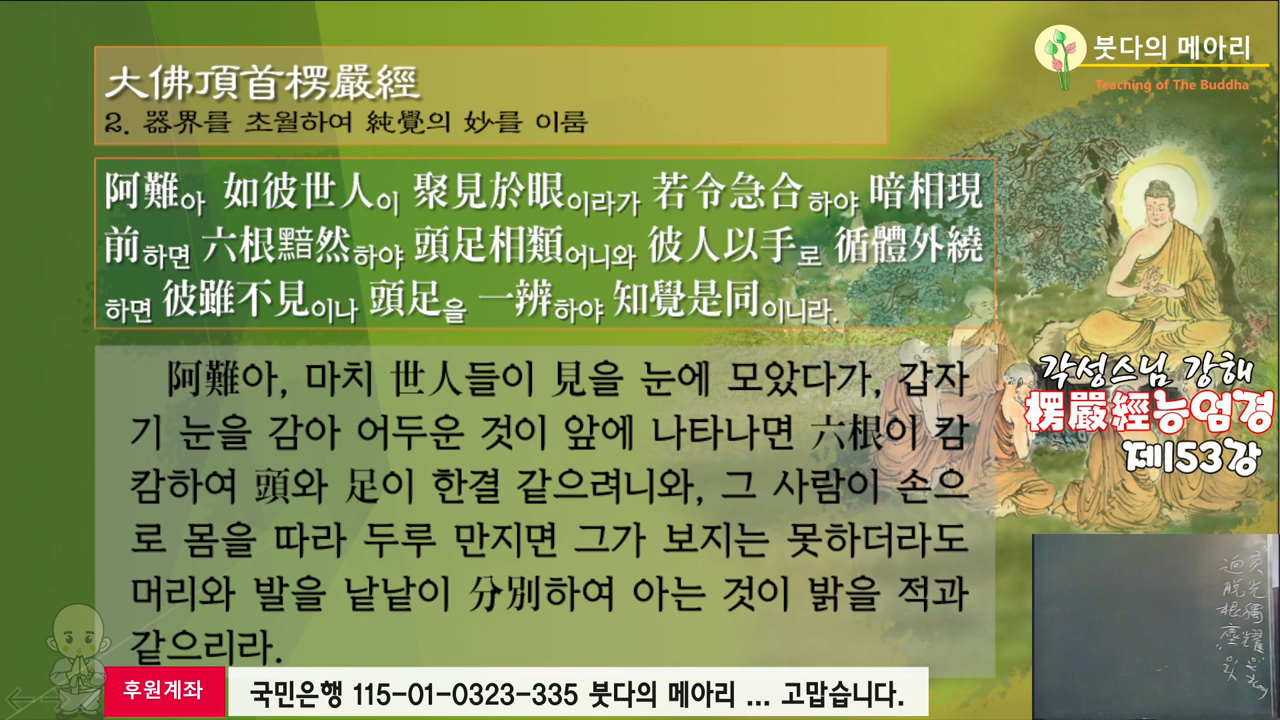 大佛頂首楞嚴經
2. 器界를 초월하여 純覺의 妙를 이룸
阿難아 如彼世人이 聚見於眼이라가 若令急合하야 暗相現
前하면 六根黯然하야 頭足相類어니와 彼人以手로 循體外繞
하면 彼雖不見이나 頭足을 一辨하야 知覺是同이니라.
阿難아, 마치 世人들이 見을 눈에 모았다가, 갑자
기 눈을 감아 어두운 것이 앞에 나타나면 六根이 캄
캄하여 頭와 足이 한결 같으려니와, 그 사람이 손으
로 몸을 따라 두루 만지면 그가 보지는 못하더라도
머리와 발을 낱낱이 分別하여 아는 것이 밝을 적과
같으리라.
붓다의 메아리
Teaching of The Buddha
각성스님 강해
楞嚴經능엄경
제153강
光獨耀
迥脫根塵
후원계좌
국민은행 115-01-0323-335 붓다의 메아리 ... 고맙습니다.